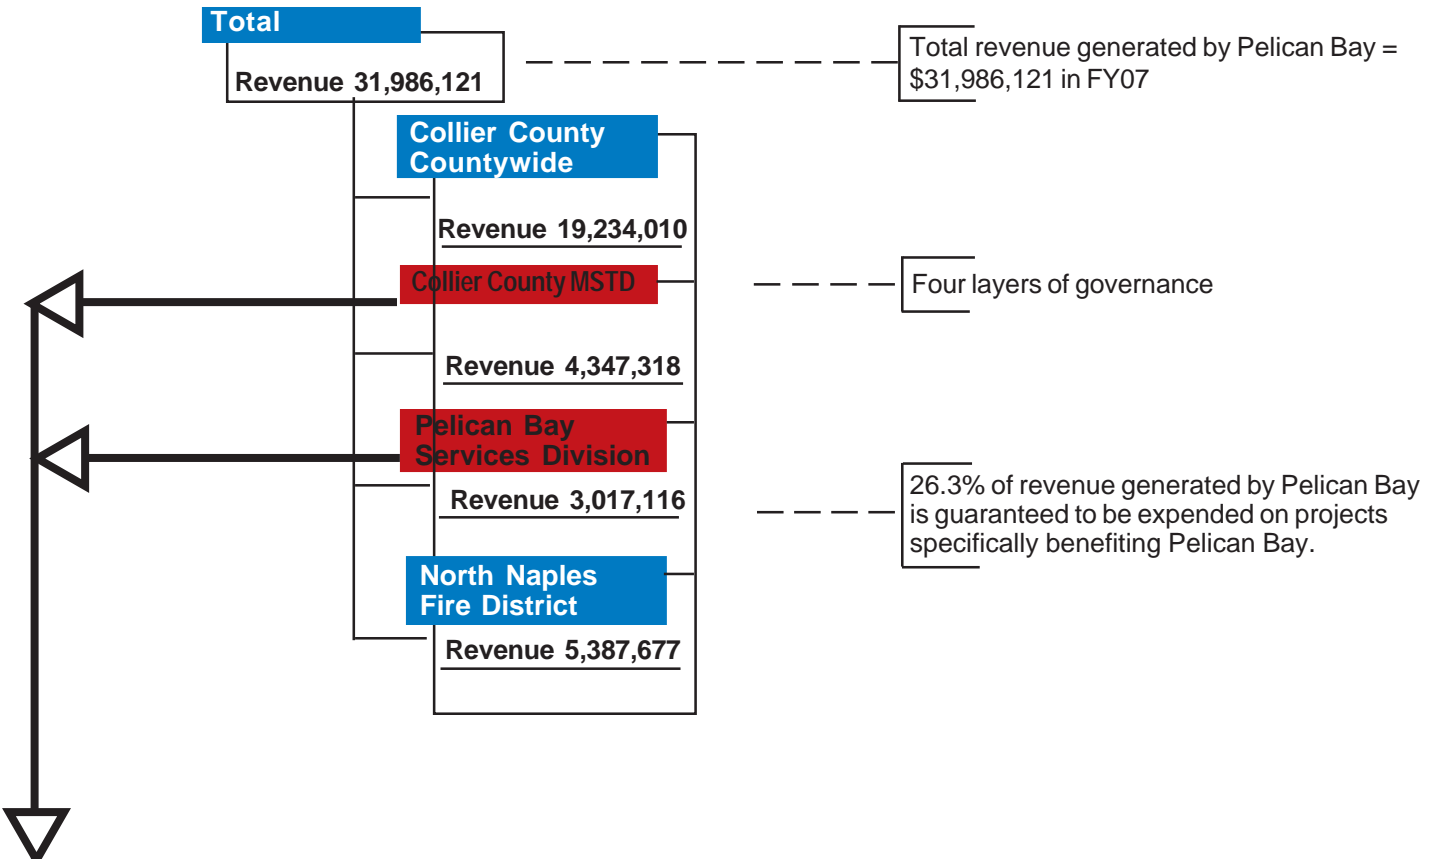 Total
Revenue 31,986,121
Total revenue generated by Pelican Bay =
$31,986,121 in FY07
Collier County
Countywide
Revenue 19,234,010
Collier County MSTD
Four layers of governance
Revenue 4,347,318
Pelican Bay
Services Division
Revenue 3,017,116
26.3% of revenue generated by Pelican Bay
is guaranteed to be expended on projects
specifically benefiting Pelican Bay.
North Naples
Fire District
Revenue 5,387,677